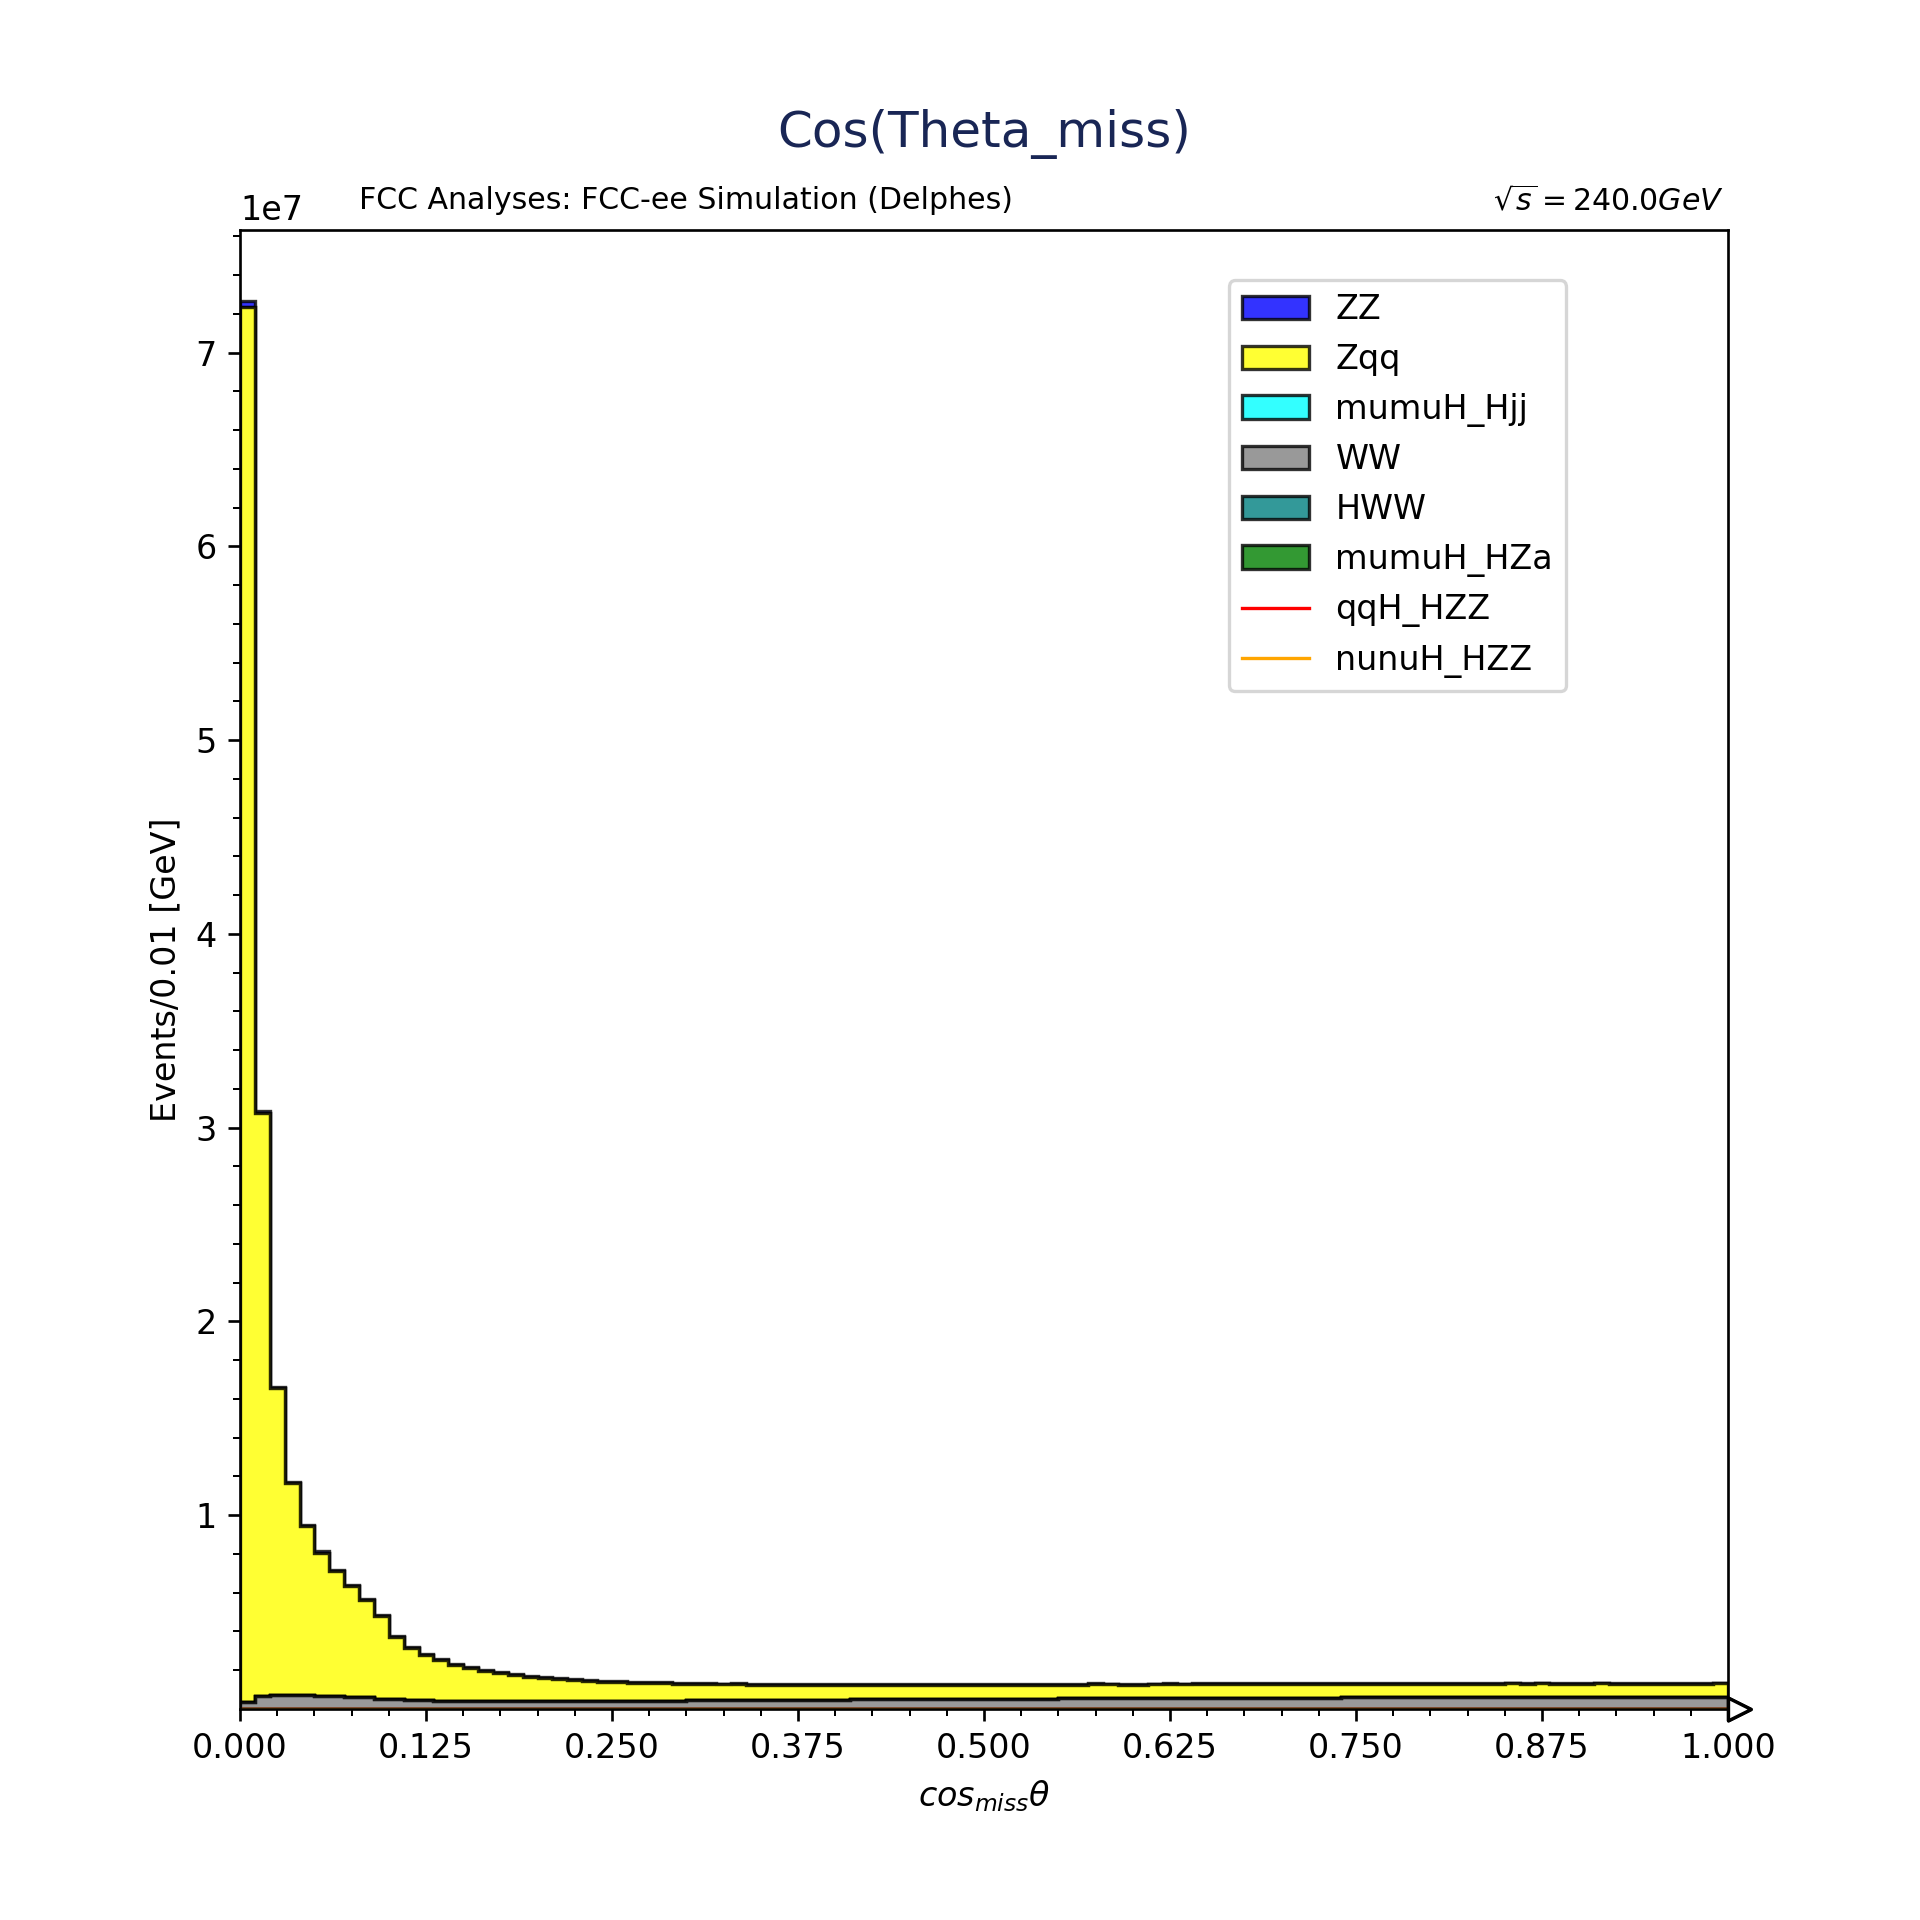 Cos(Theta_miss)
1e7 FCC Analyses: FCC-ee Simulation (Delphes) √s = 240.0GeV
ZZ
Zqq
mumuH_Hjj
WW
HWW
mumuH_HZa
qqH_HZZ
nunuH_HZZ
7
6
5
4
3
2
1
Events/0.01 [GeV]
0.000 0.125 0.250 0.375 0.500 0.625 0.750 0.875 1.000
cos_miss θ